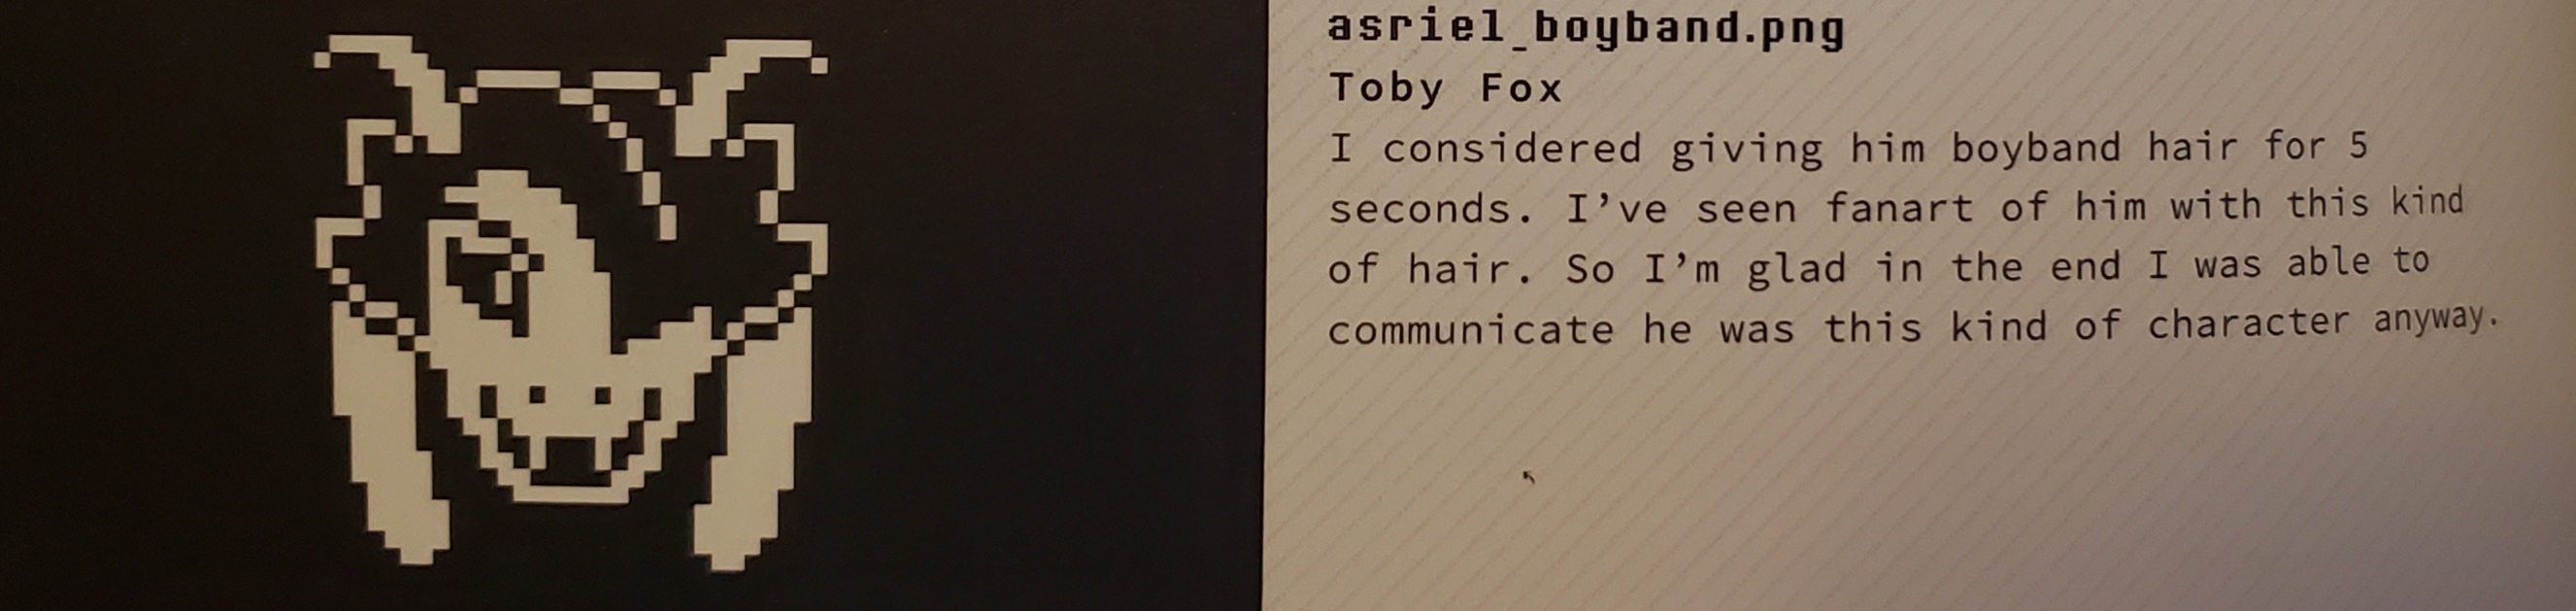 asriel_boyband.png
Toby Fox
I considered giving him boyband hair for 5
seconds. I’ve seen fanart of him with this kind
of hair. So I’m glad in the end I was able to
communicate he was this kind of character anyway.